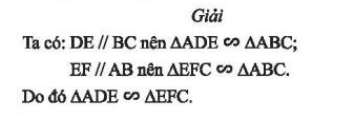 Giải
Ta có: DE // BC nên ΔADE ∽ ΔABC;
EF // AB nên ΔEFC ∽ ΔABC.
Do đó ΔADE ∽ ΔEFC.